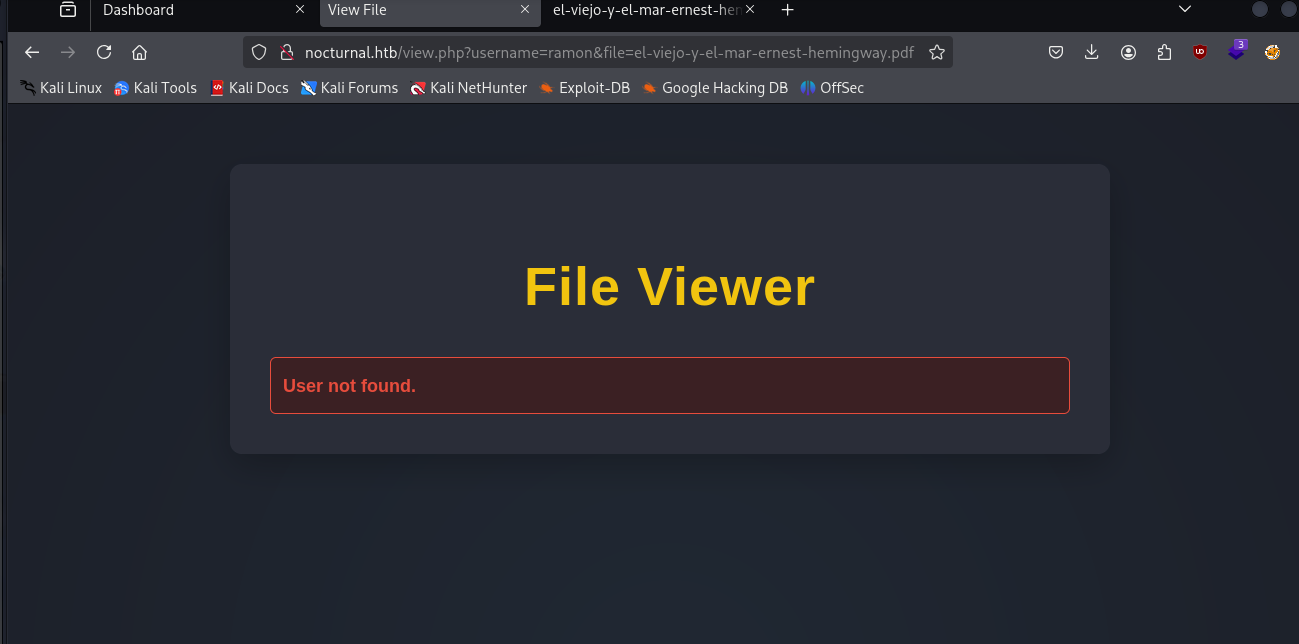 Dashboard
View File
el-viejo-y-el-mar-ernest-hem
nocturnal.htb/view.php?username=ramon&file=el-viejo-y-el-mar-ernest-hemingway.pdf
3
Kali Linux
Kali Tools
Kali Docs
Kali Forums
Kali NetHunter
Exploit-DB
Google Hacking DB
OffSec
File Viewer
User not found.